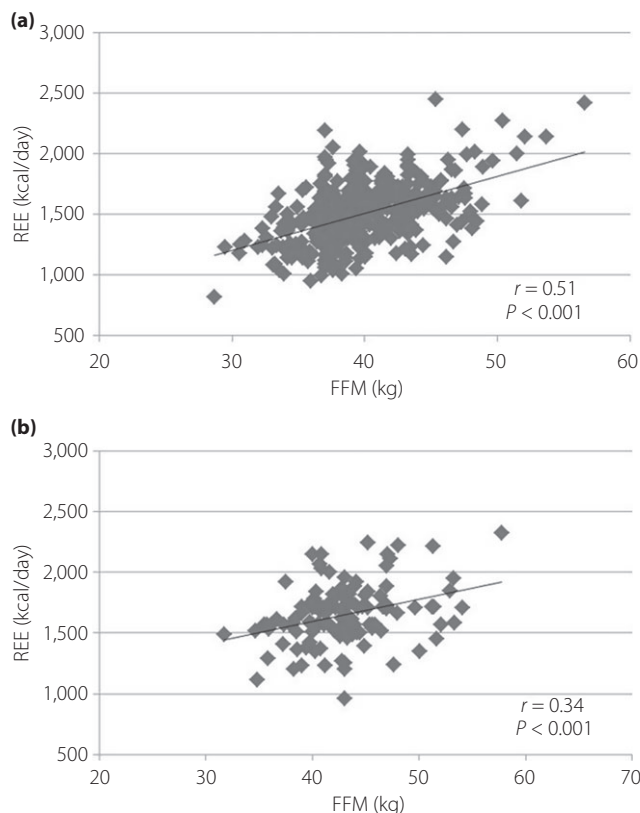 (a)
3,000
2,500
2,000
1,500
1,000
500
REE (kcal/day)
r = 0.51
P < 0.001
20 30 40 50 60
FFM (kg)
(b)
3,000
2,500
2,000
1,500
1,000
500
REE (kcal/day)
r = 0.34
P < 0.001
20 30 40 50 60 70
FFM (kg)